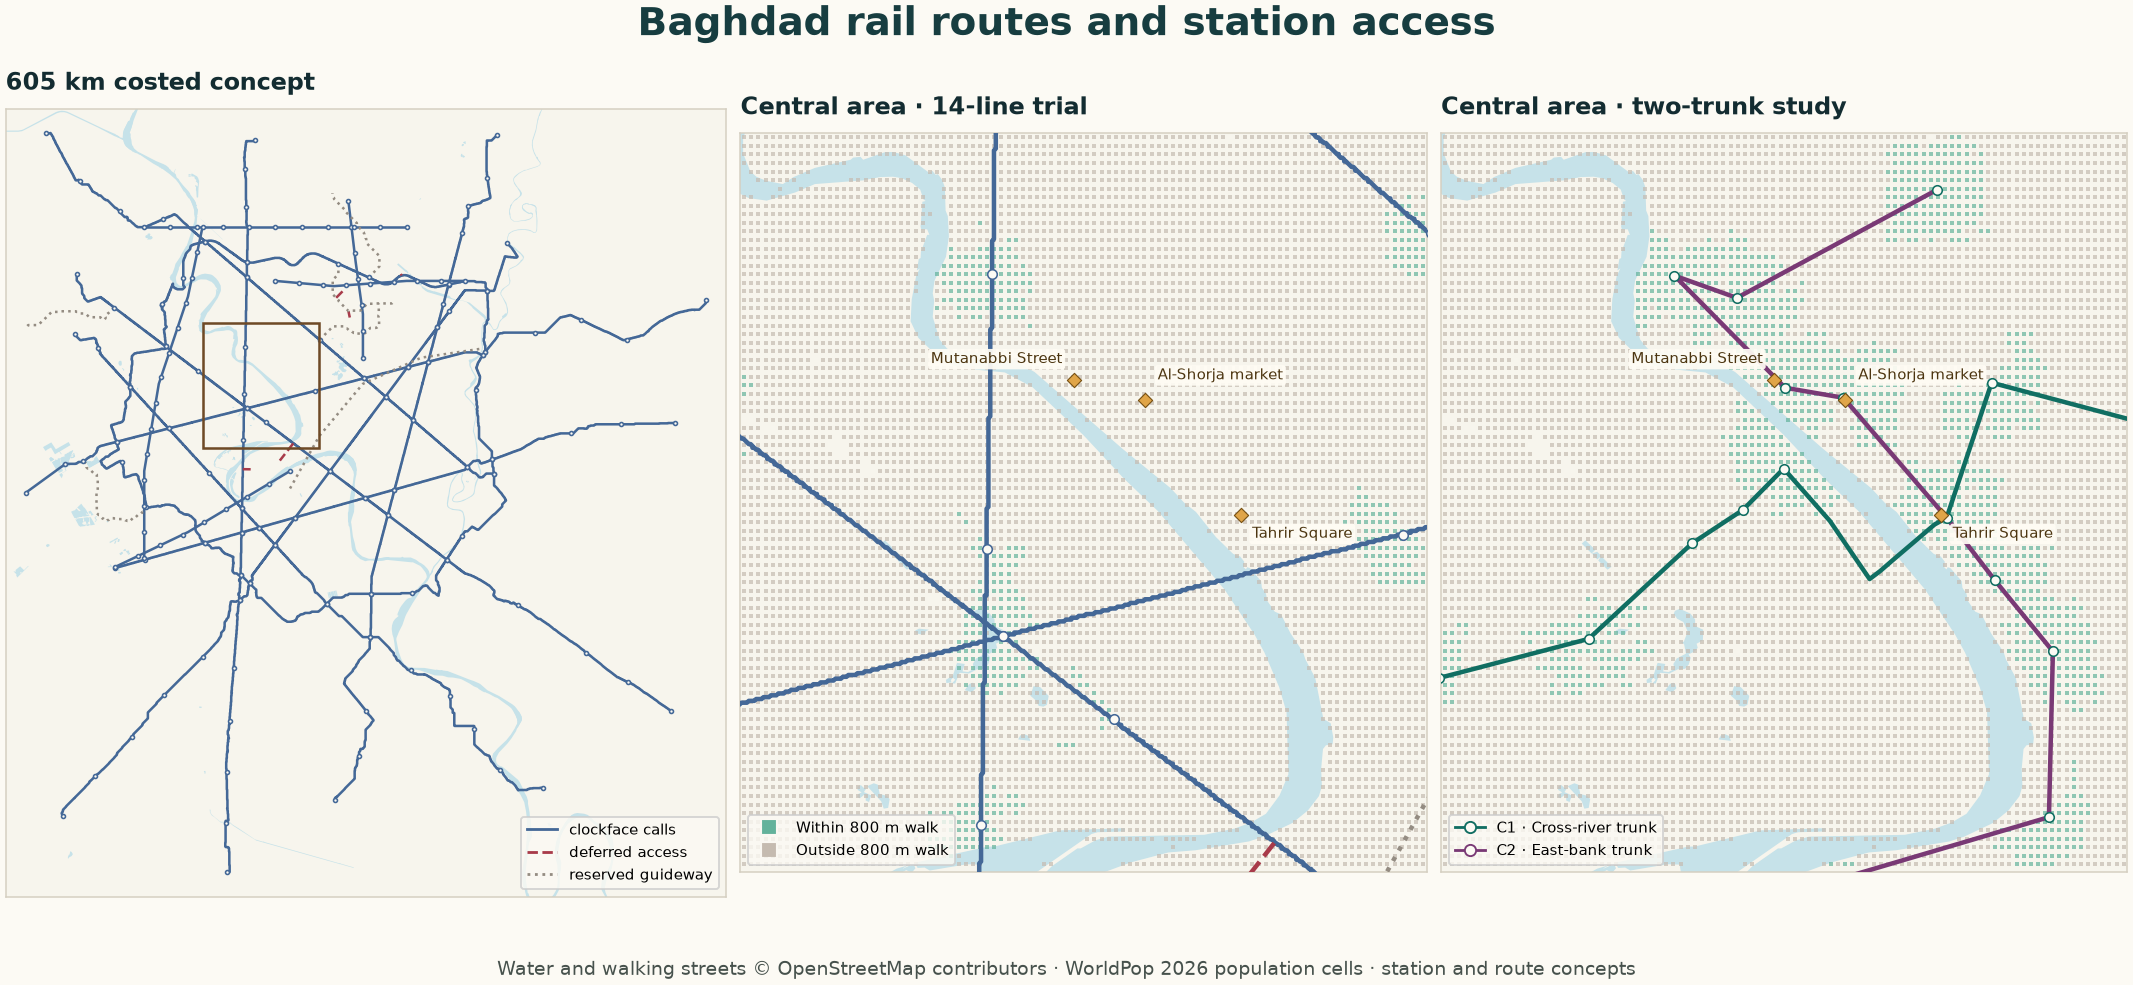 Baghdad rail routes and station access
605 km costed concept
clockface calls
deferred access
reserved guideway
Central area · 14-line trial
Mutanabbi Street
Al-Shorja market
Tahrir Square
Within 800 m walk
Outside 800 m walk
Central area · two-trunk study
Mutanabbi Street
Al-Shorja market
Tahrir Square
C1 · Cross-river trunk
C2 · East-bank trunk
Water and walking streets © OpenStreetMap contributors · WorldPop 2026 population cells · station and route concepts